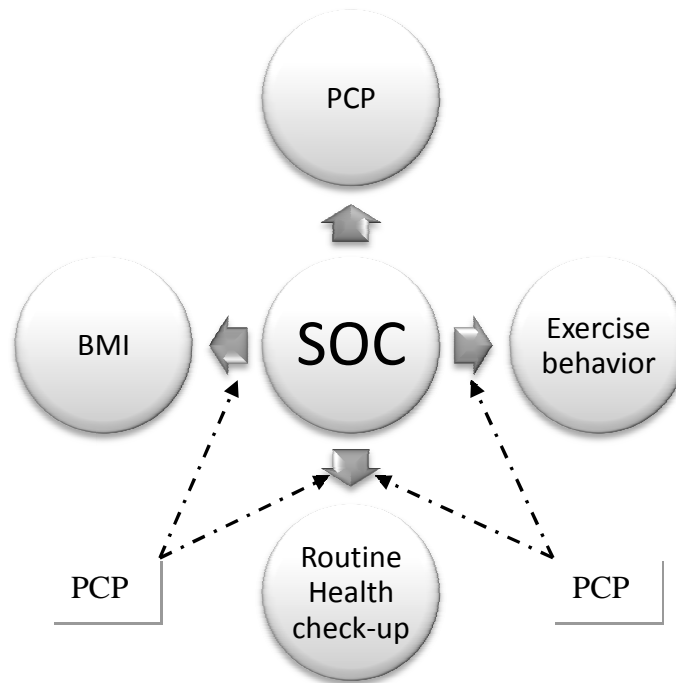 PCP
BMI
SOC
Exercise
behavior
PCP
Routine
Health
check-up
PCP